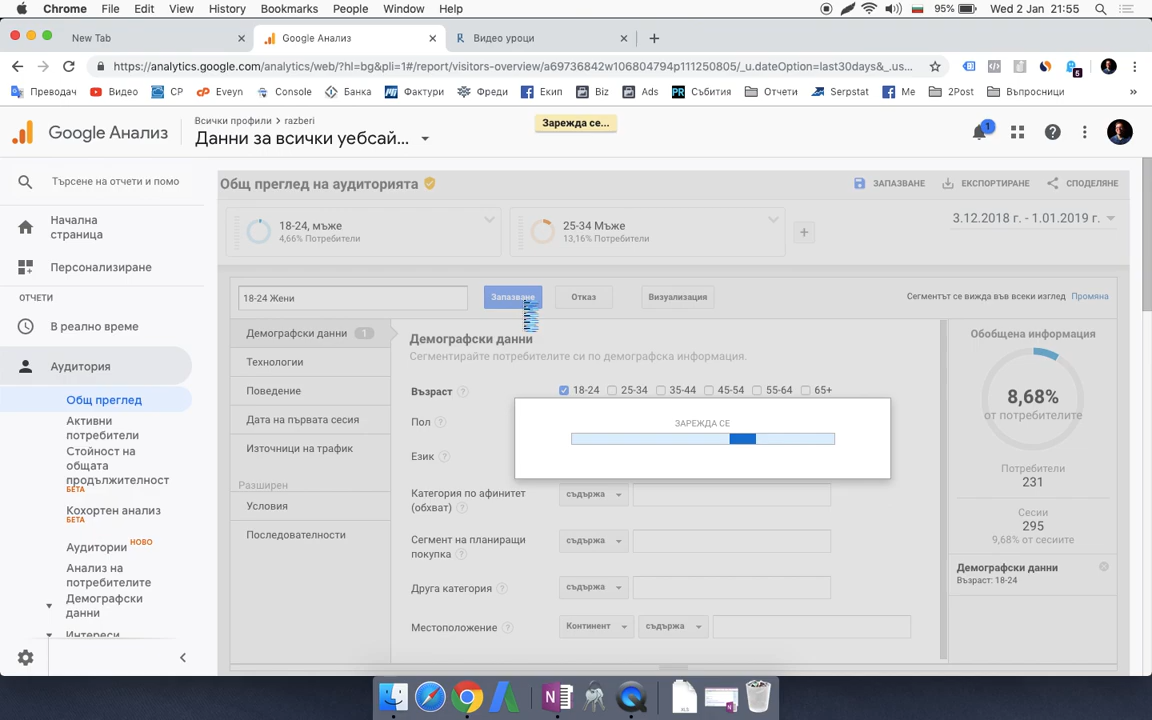 Chrome File Edit View History Bookmarks People Window Help 95% Wed 2 Jan 21:55
New Tab Google Анализ Видео уроци
https://analytics.google.com/analytics/web/?hl=bg&pli=1#/report/visitors-overview/a69736842w106804794p111250805/_u.dateOption=last30days&_.us...
Преводач Видео СР Eveyn Console Банка Фактури Фреди Екип Biz Ads Събития Отчети Serpstat Me 2Post Въпросници »
Google Анализ
Всички профили > razberi
Данни за всички уебсай...
Зарежда се...
1
Търсене на отчети и помо
Начална
страница
Персонализиране
ОТЧЕТИ
В реално време
Аудитория
Общ преглед
Активни
потребители
Стойност на
общата
продължителност
БЕТА
Кохортен анализ
БЕТА
Аудитории НОВО
Анализ на
потребителите
Демографски
данни
Интереси
Общ преглед на аудиторията
ЗАПАЗВАНЕ ЕКСПОРТИРАНЕ СПОДЕЛЯНЕ
18-24, мъже
4,66% Потребители
25-34 Мъже
13,16% Потребители
3.12.2018 г. - 1.01.2019 г.
18-24 Жени
Запазване Отказ Визуализация
Сегментът се вижда във всеки изглед Промяна
Демографски данни 1
Технологии
Поведение
Дата на първата сесия
Източници на трафик
Разширен
Условия
Последователности
Демографски данни
Сегментирайте потребителите си по демографска информация.
Възраст 18-24 25-34 35-44 45-54 55-64 65+
Пол
Език
ЗАРЕЖДА СЕ
Категория по афинитет
(обхват)
съдържа
Сегмент на планиращи
покупка
съдържа
Друга категория
съдържа
Местоположение
Континент съдържа
Обобщена информация
8,68%
от потребителите
Потребители
231
Сесии
295
9,68% от сесиите
Демографски данни
Възраст: 18-24